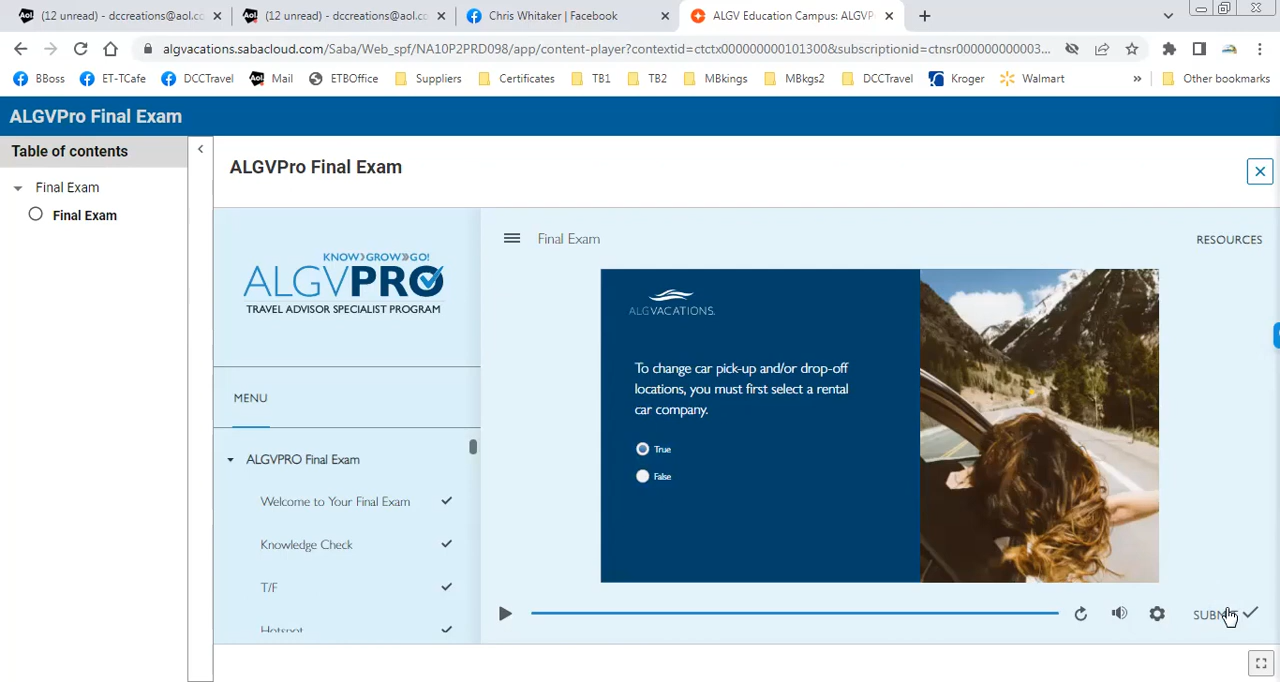 (12 unread) - dccreations@aol.cc
(12 unread) - dccreations@aol.cc
Chris Whitaker | Facebook
ALGV Education Campus: ALGVP
algvacations.sabacloud.com/Saba/Web_spf/NA10P2PRD098/app/content-player?contextid=ctctx000000000101300&subscriptionid=ctnsr000000000003...
BBoss
ET-TCafe
DCCTravel
Aol.
Mail
ETBOffice
Suppliers
Certificates
TB1
TB2
MBkings
MBkgs2
DCCTravel
Kroger
Walmart
»
Other bookmarks
ALGVPro Final Exam
Table of contents
Final Exam
Final Exam
ALGVPro Final Exam
KNOW»GROW»GO!
ALGVPRO
TRAVEL ADVISOR SPECIALIST PROGRAM
MENU
ALGVPRO Final Exam
Welcome to Your Final Exam
Knowledge Check
T/F
Hotspot
Final Exam
RESOURCES
ALGVACATIONS.
To change car pick-up and/or drop-off
locations, you must first select a rental
car company.
True
False